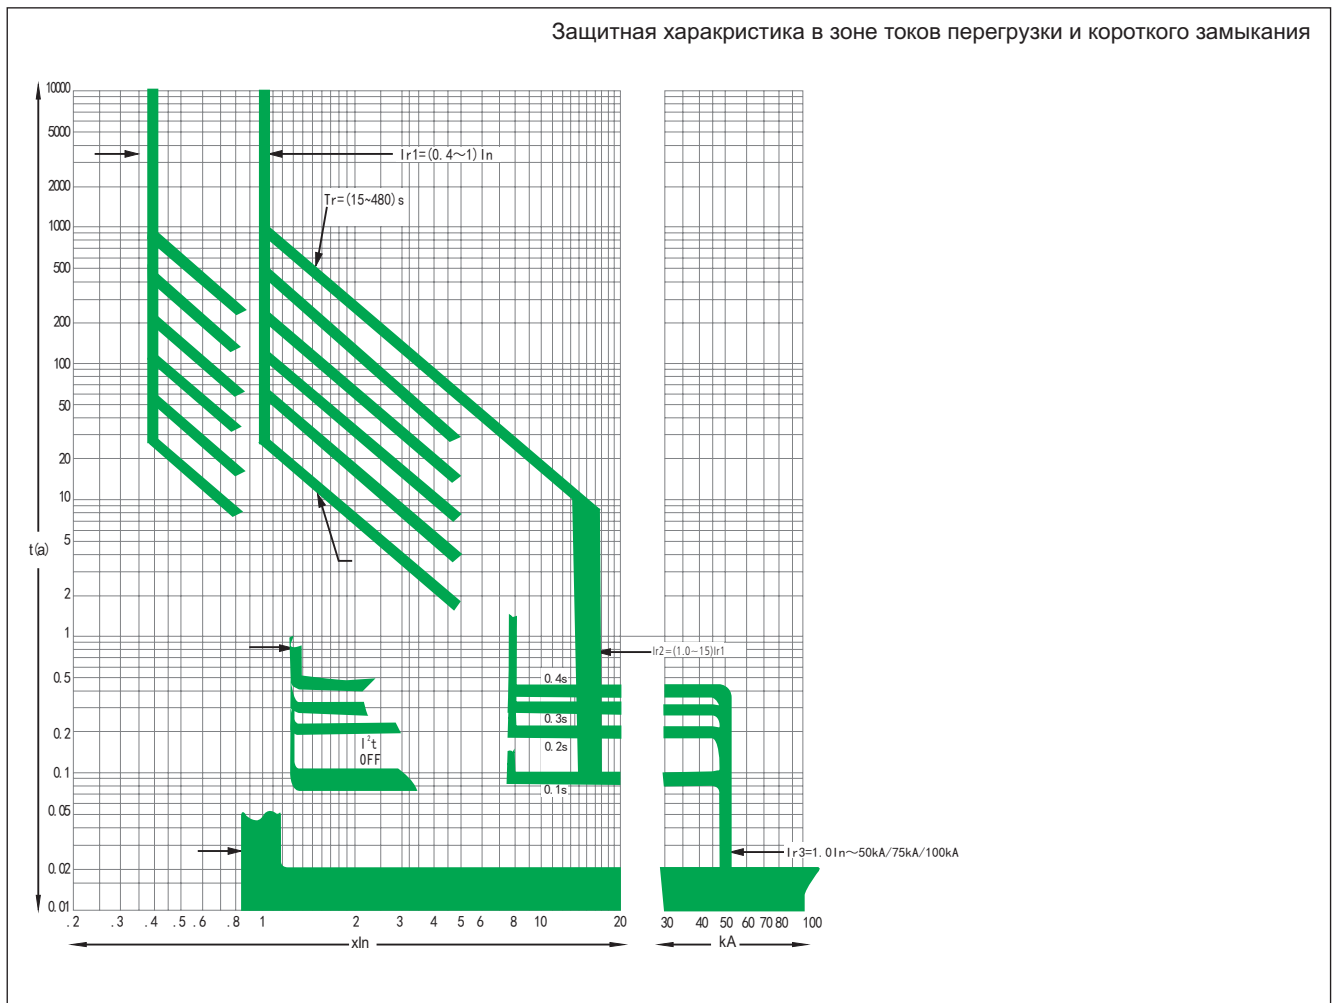 Защитная харакристика в зоне токов перегрузки и короткого замыкания
10000
5000
2000
1000
500
200
100
50
20
10
5
2
1
0.5
0.2
0.1
0.05
0.02
0.01
t(a)
Ir1=(0.4～1)In
Tr=(15~480)s
Ir2=(1.0-15)Ir1
0.4s
0.3s
0.2s
0.1s
I²t
OFF
Ir3=1.0In～50kA/75kA/100kA
.2 .3 .4 .5 .6 .8 1 2 3 4 5 6 8 10 20 30 40 50 60 70 80 100
xIn kA